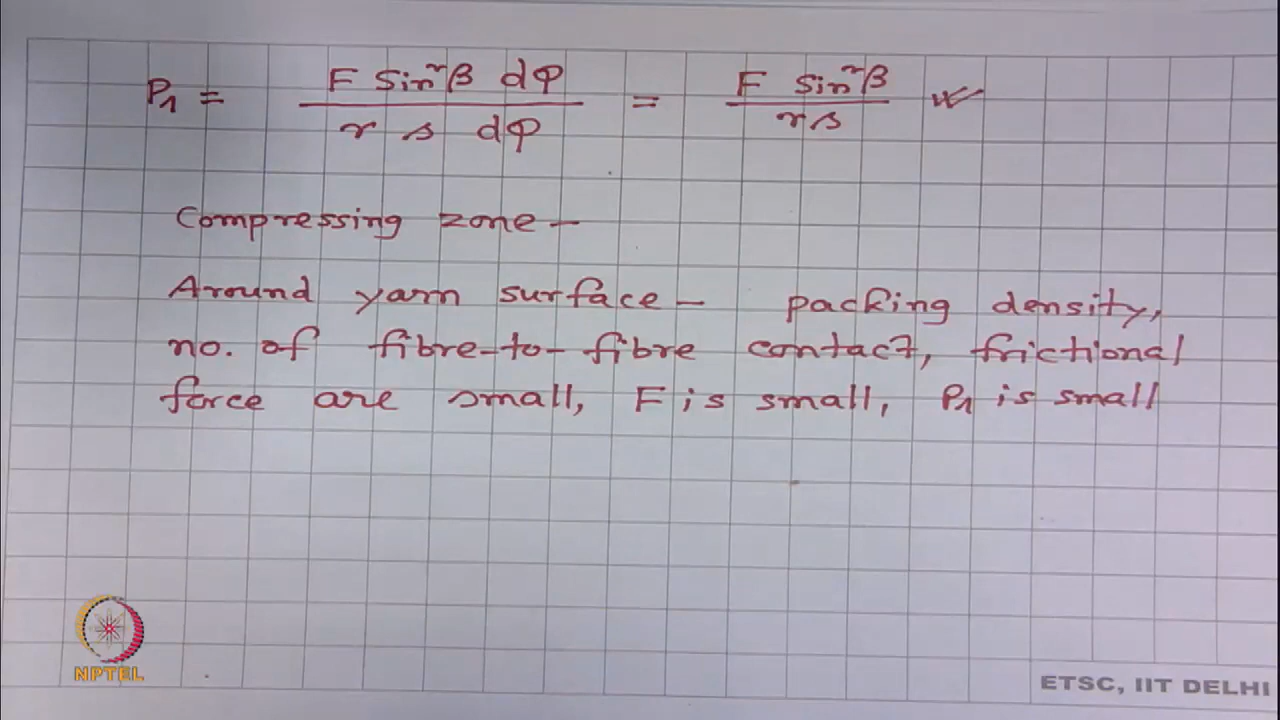 P1 = F Sin²β dφ / r s dφ = F Sin²β / rs
Compressing zone –
Around yarn surface – packing density,
no. of fibre-to-fibre contact, frictional
force are small, F is small, P1 is small
NPTEL
ETSC, IIT DELHI